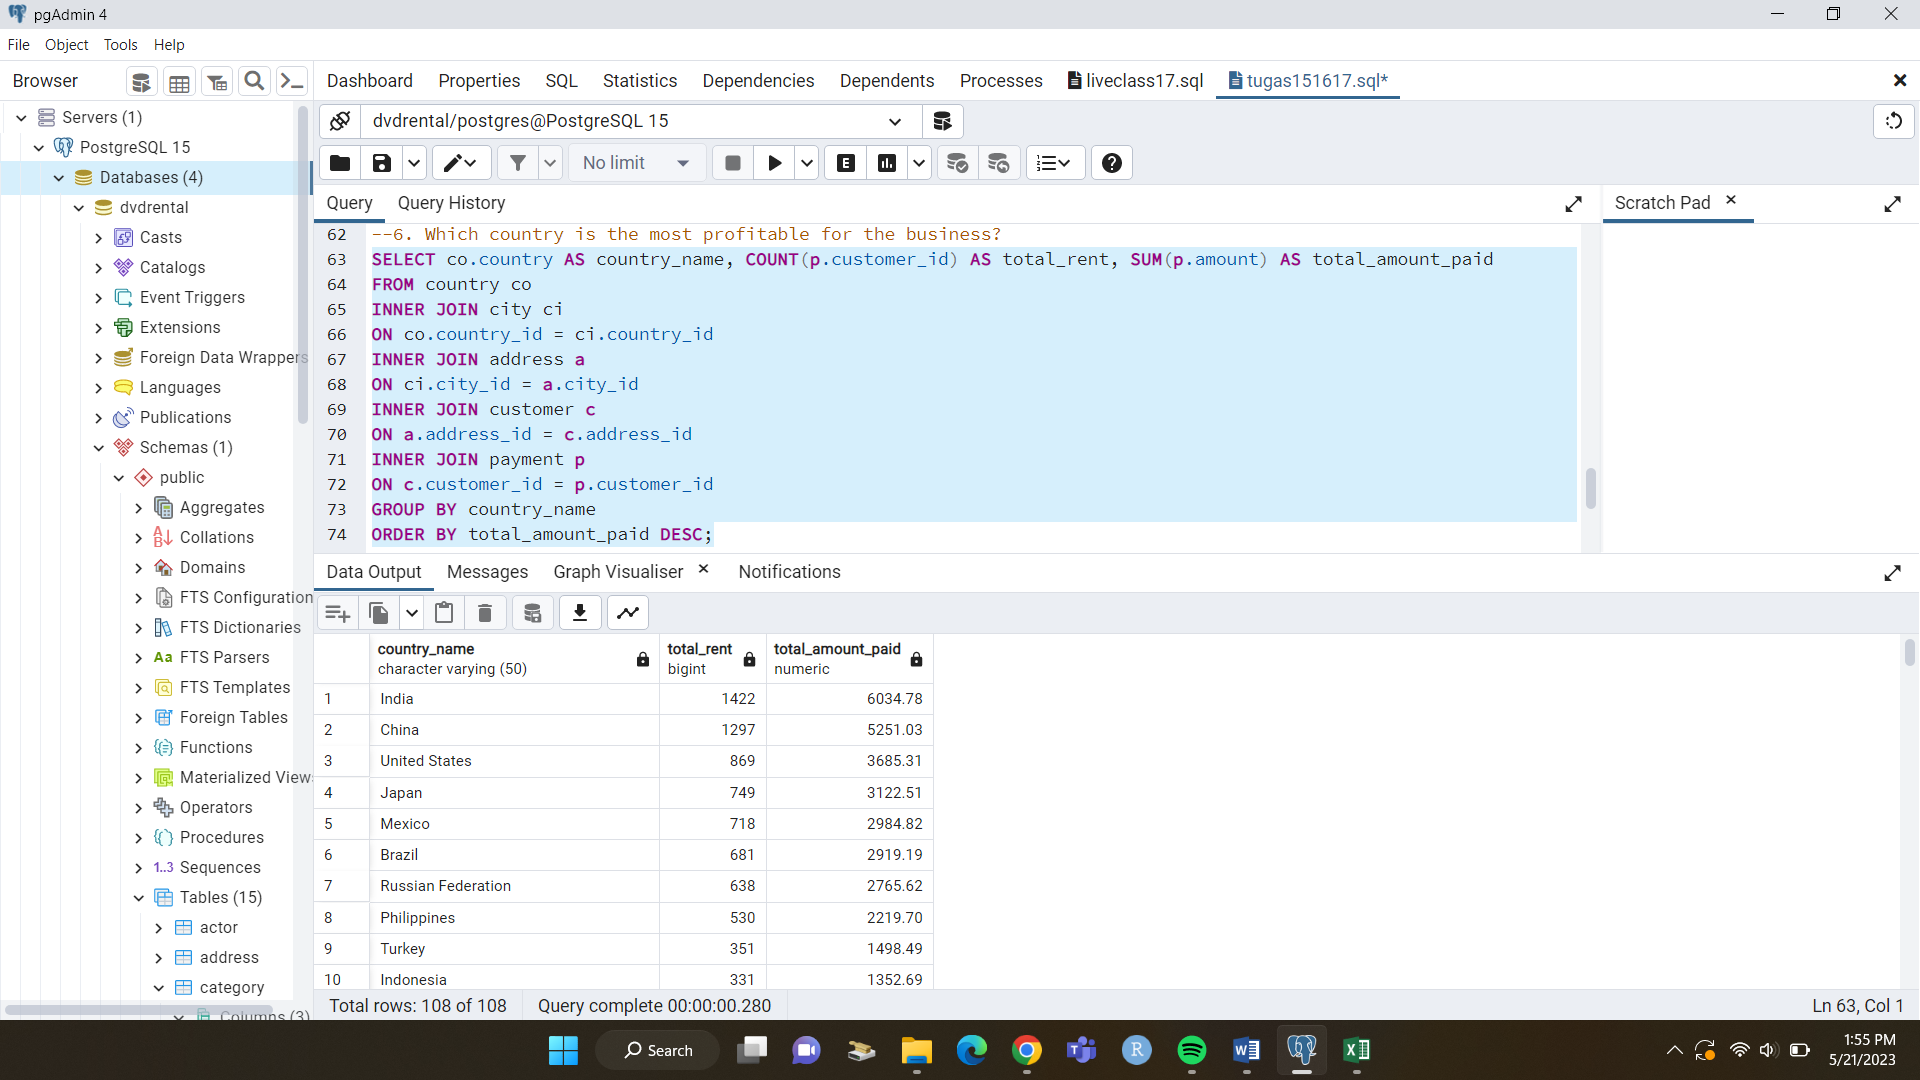 pgAdmin 4
File Object Tools Help
Browser
Dashboard Properties SQL Statistics Dependencies Dependents Processes liveclass17.sql tugas151617.sql*
dvdrental/postgres@PostgreSQL 15
No limit
E
Query Query History
Scratch Pad
Servers (1)
PostgreSQL 15
Databases (4)
dvdrental
Casts
Catalogs
Event Triggers
Extensions
Foreign Data Wrappers
Languages
Publications
Schemas (1)
public
Aggregates
Collations
Domains
FTS Configuration
FTS Dictionaries
Aa FTS Parsers
FTS Templates
Foreign Tables
Functions
Materialized View
Operators
Procedures
1..3 Sequences
Tables (15)
actor
address
category
Columns (3)
62 --6. Which country is the most profitable for the business?
63 SELECT co.country AS country_name, COUNT(p.customer_id) AS total_rent, SUM(p.amount) AS total_amount_paid
64 FROM country co
65 INNER JOIN city ci
66 ON co.country_id = ci.country_id
67 INNER JOIN address a
68 ON ci.city_id = a.city_id
69 INNER JOIN customer c
70 ON a.address_id = c.address_id
71 INNER JOIN payment p
72 ON c.customer_id = p.customer_id
73 GROUP BY country_name
74 ORDER BY total_amount_paid DESC;
Data Output Messages Graph Visualiser Notifications
country_name total_rent total_amount_paid
character varying (50) bigint numeric
1 India 1422 6034.78
2 China 1297 5251.03
3 United States 869 3685.31
4 Japan 749 3122.51
5 Mexico 718 2984.82
6 Brazil 681 2919.19
7 Russian Federation 638 2765.62
8 Philippines 530 2219.70
9 Turkey 351 1498.49
10 Indonesia 331 1352.69
Total rows: 108 of 108 Query complete 00:00:00.280 Ln 63, Col 1
Search
1:55 PM
5/21/2023